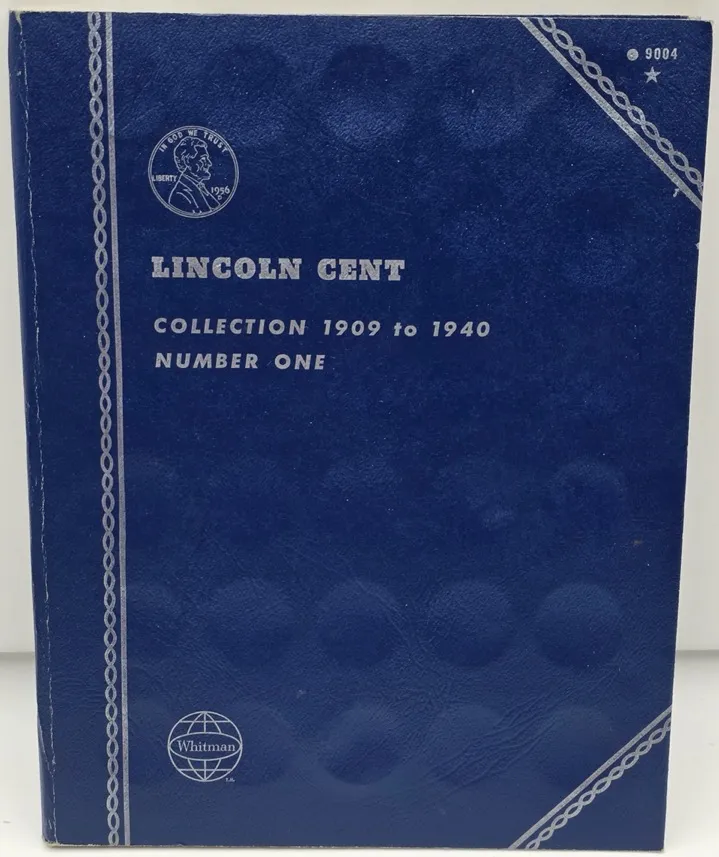 9004
IN GOD WE TRUST
LIBERTY
1956
D
LINCOLN CENT
COLLECTION 1909 to 1940
NUMBER ONE
Whitman